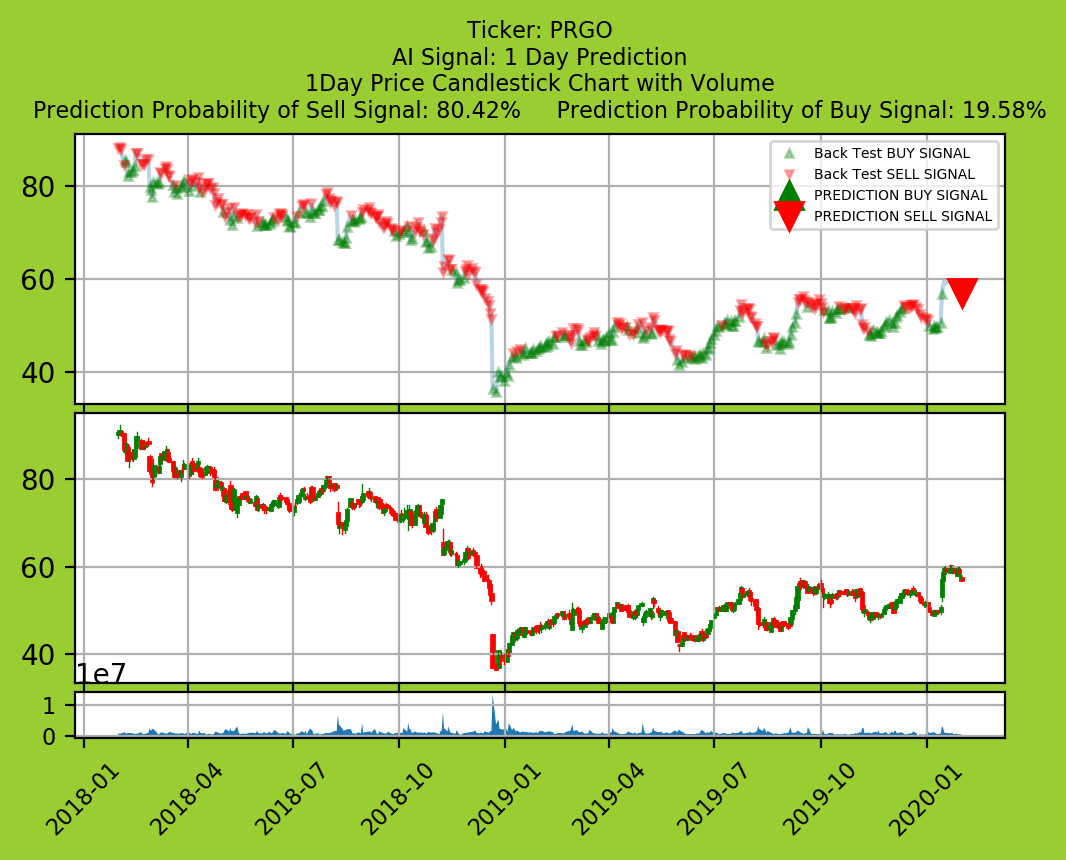 Ticker: PRGO
AI Signal: 1 Day Prediction
1Day Price Candlestick Chart with Volume
Prediction Probability of Sell Signal: 80.42%     Prediction Probability of Buy Signal: 19.58%
Back Test BUY SIGNAL
Back Test SELL SIGNAL
PREDICTION BUY SIGNAL
PREDICTION SELL SIGNAL
80
60
40
80
60
40
1e7
1
0
2018-01
2018-04
2018-07
2018-10
2019-01
2019-04
2019-07
2019-10
2020-01